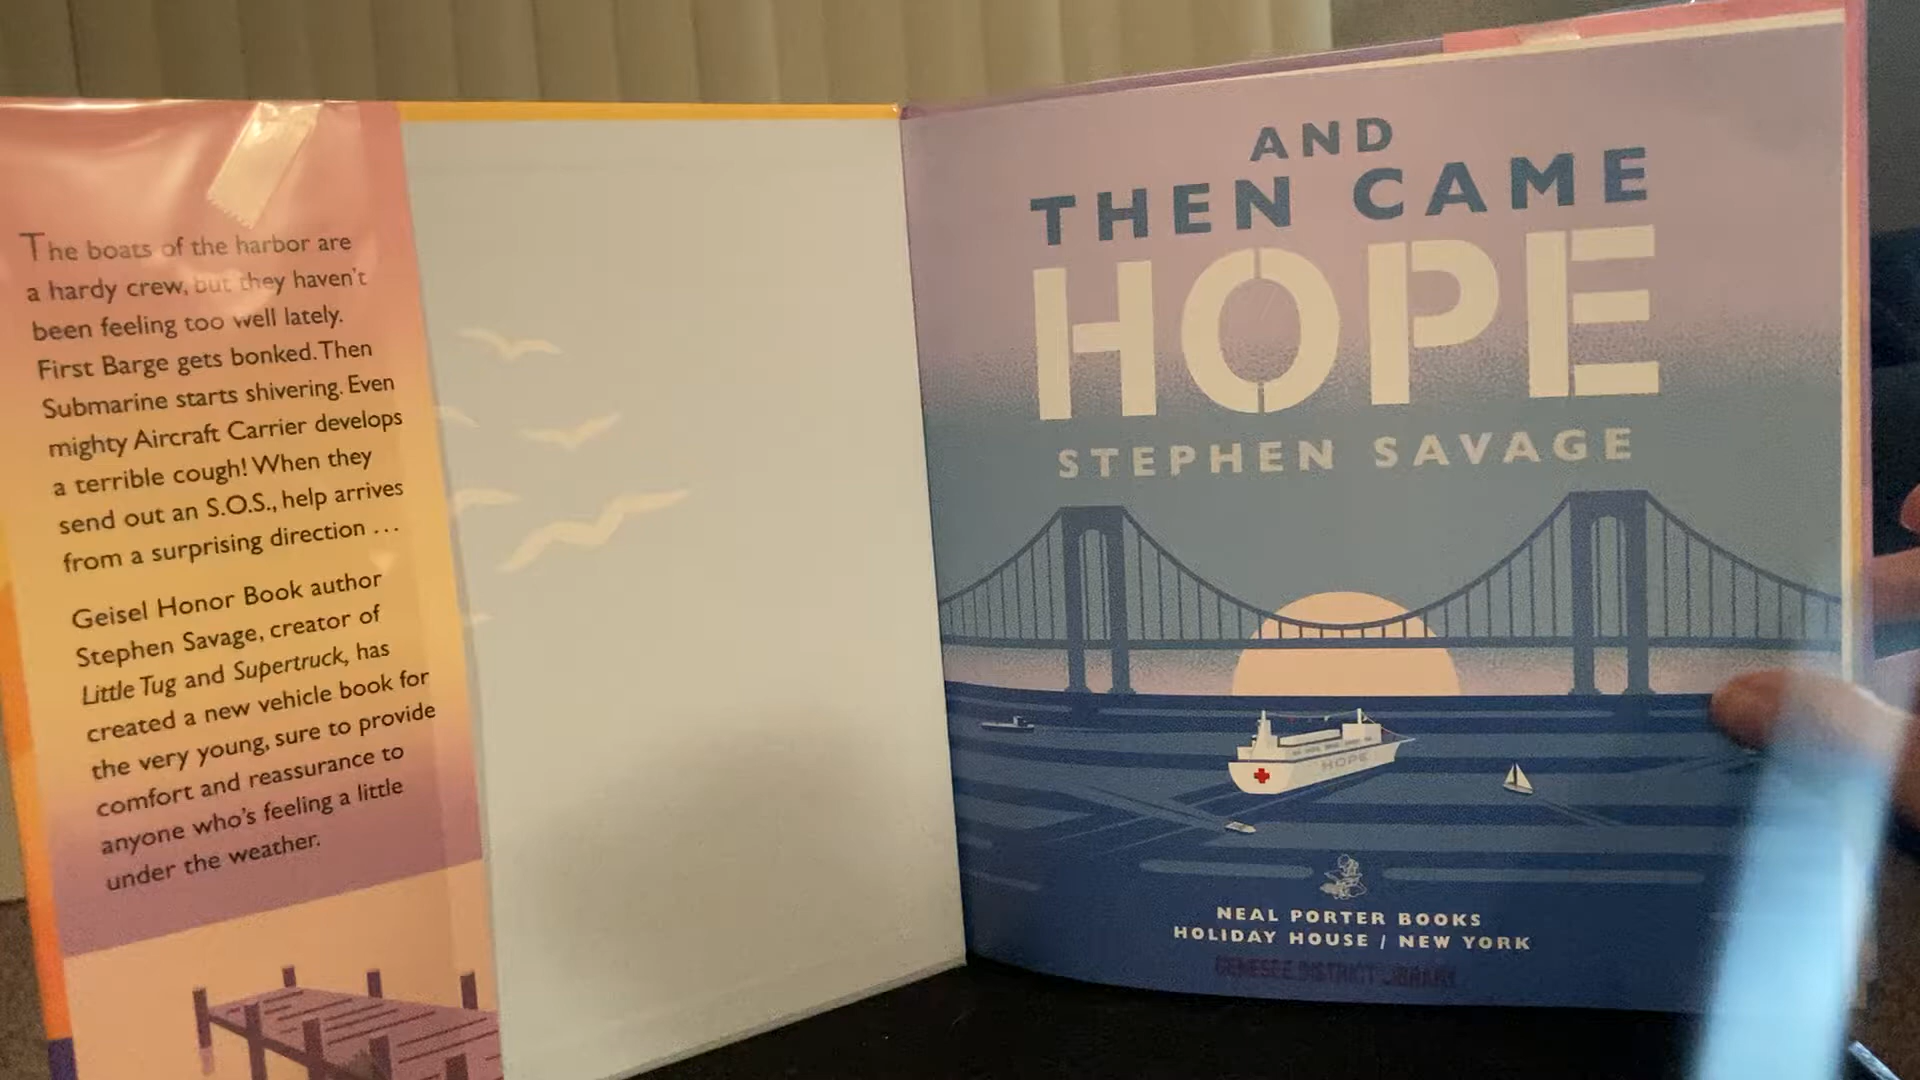 The boats of the harbor are
a hardy crew, but they haven't
been feeling too well lately.
First Barge gets bonked. Then
Submarine starts shivering. Even
mighty Aircraft Carrier develops
a terrible cough! When they
send out an S.O.S., help arrives
from a surprising direction ...
Geisel Honor Book author
Stephen Savage, creator of
Little Tug and Supertruck, has
created a new vehicle book for
the very young, sure to provide
comfort and reassurance to
anyone who's feeling a little
under the weather.
AND
THEN CAME
HOPE
STEPHEN SAVAGE
HOPE
NEAL PORTER BOOKS
HOLIDAY HOUSE / NEW YORK
GENESEE DISTRICT LIBRARY